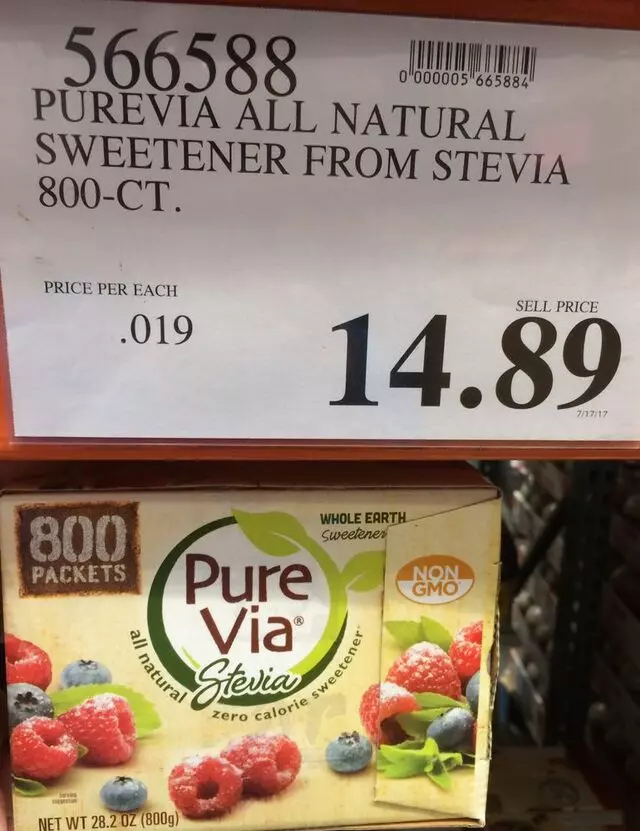 566588
0 000005 665884
PUREVIA ALL NATURAL
SWEETENER FROM STEVIA
800-CT.
PRICE PER EACH
.019
SELL PRICE
14.89
7/17/17
800
PACKETS
WHOLE EARTH
Sweetener
Pure
Via®
Stevia
all natural
zero calorie sweetener
NON
GMO
serving
suggestion
NET WT 28.2 OZ (800g)